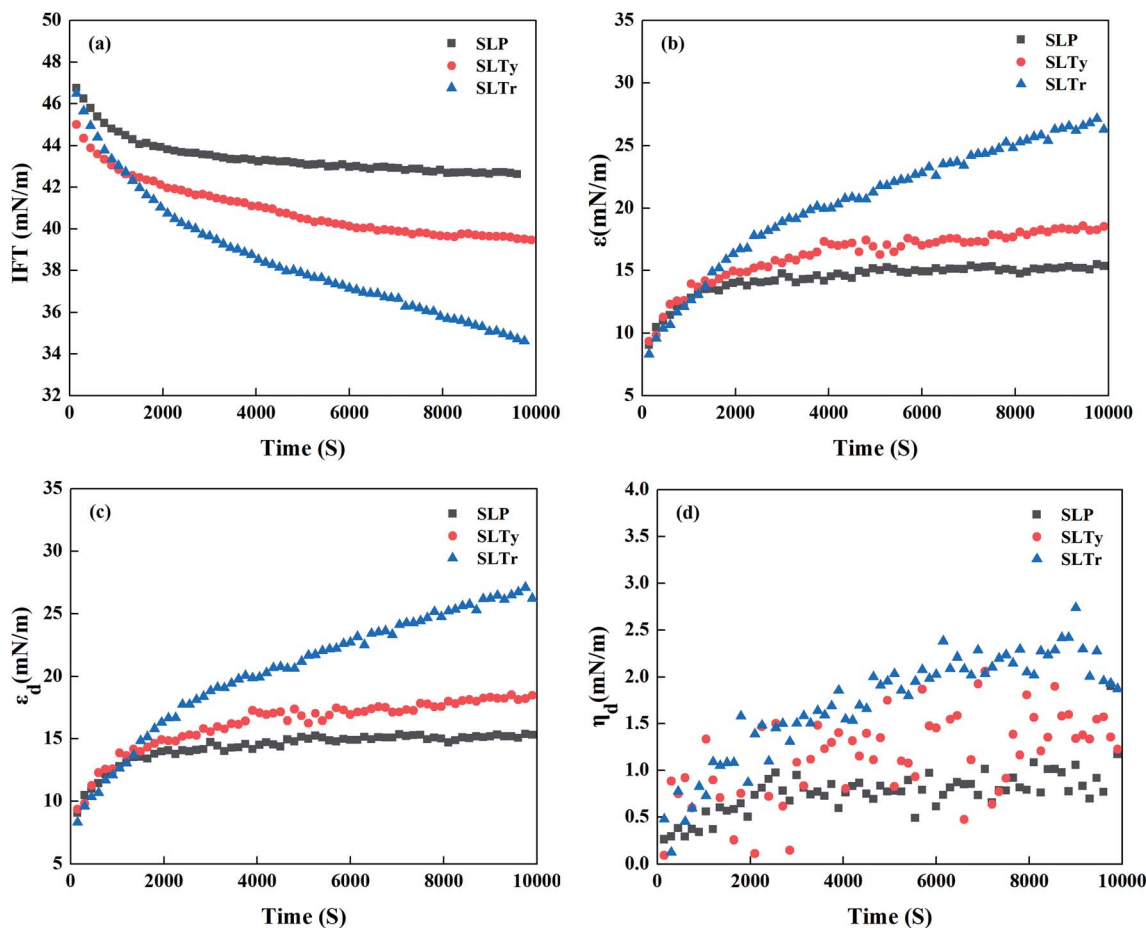 (a)
SLP
SLTy
SLTr
IFT (mN/m)
50
48
46
44
42
40
38
36
34
32
0 2000 4000 6000 8000 10000
Time (S)
(b)
SLP
SLTy
SLTr
ε(mN/m)
35
30
25
20
15
10
5
0 2000 4000 6000 8000 10000
Time (S)
(c)
SLP
SLTy
SLTr
ε_d(mN/m)
35
30
25
20
15
10
5
0 2000 4000 6000 8000 10000
Time (S)
(d)
SLP
SLTy
SLTr
η_d(mN/m)
4.0
3.5
3.0
2.5
2.0
1.5
1.0
0.5
0.0
0 2000 4000 6000 8000 10000
Time (S)